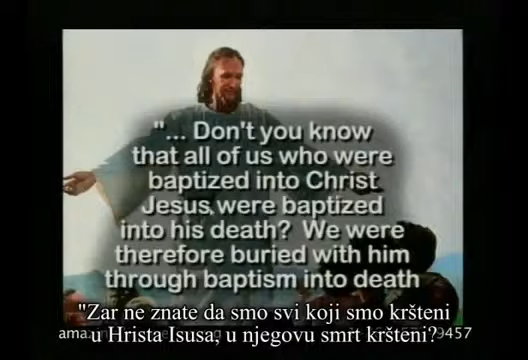 "... Don't you know
that all of us who were
baptized into Christ
Jesus, were baptized
into his death? We were
therefore buried with him
through baptism into death
"Zar ne znate da smo svi koji smo kršteni
u Hrista Isusa, u njegovu smrt kršteni?
ama
9457